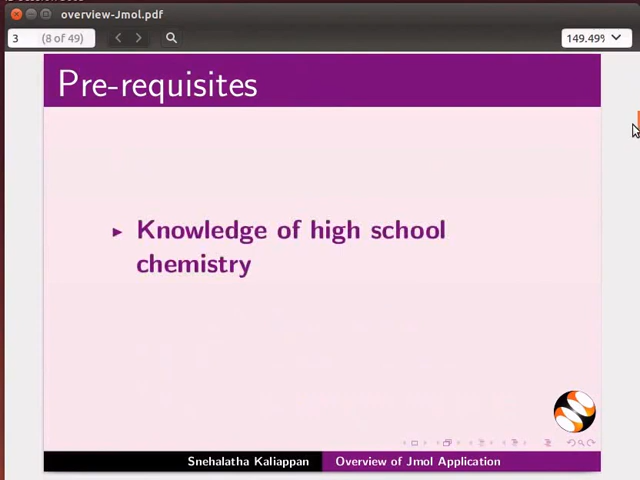 overview-Jmol.pdf
3 (8 of 49) 149.49%
Pre-requisites
Knowledge of high school
chemistry
Snehalatha Kaliappan Overview of Jmol Application